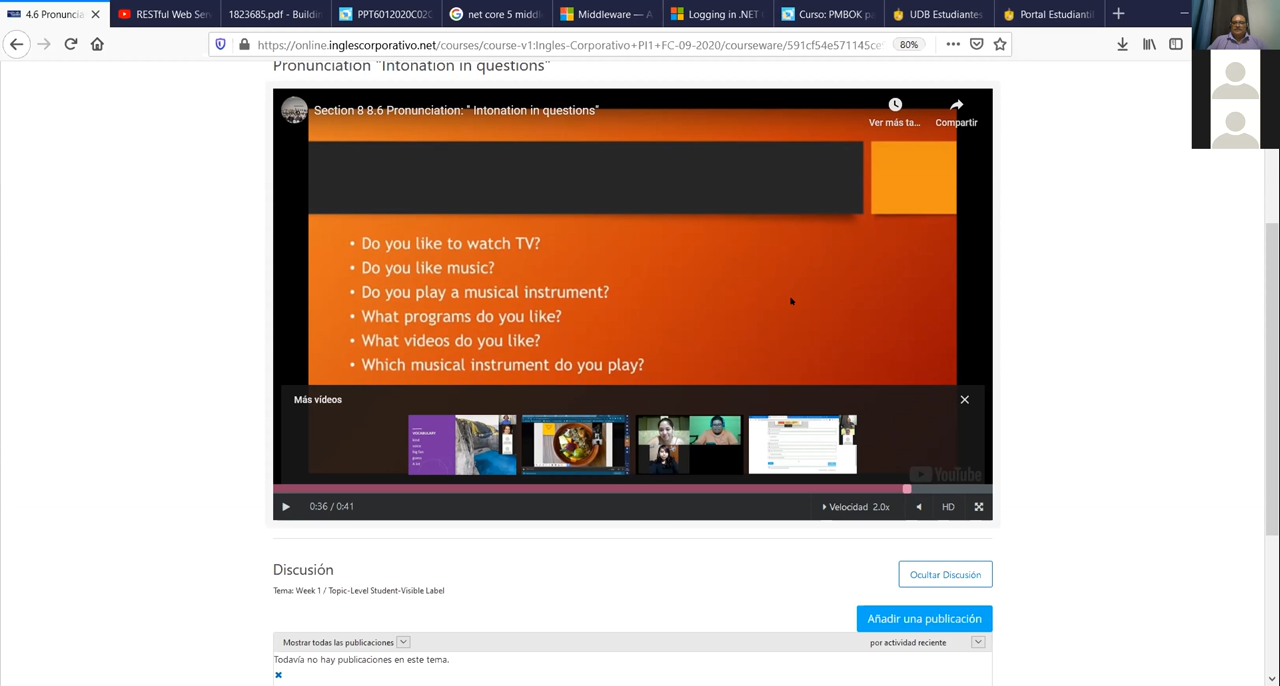 4.6 Pronuncia
RESTful Web Ser
1823685.pdf - Buildin
PPT6012020C02C
net core 5 middl
Middleware — A
Logging in .NET
Curso: PMBOK pa
UDB Estudiantes
Portal Estudiantil
https://online.inglescorporativo.net/courses/course-v1:Ingles-Corporativo+PI1+FC-09-2020/courseware/591cf54e571145ce
80%
Pronunciation "Intonation in questions"
Section 8 8.6 Pronunciation: " Intonation in questions"
Ver más ta...
Compartir
• Do you like to watch TV?
• Do you like music?
• Do you play a musical instrument?
• What programs do you like?
• What videos do you like?
• Which musical instrument do you play?
Más vídeos
VOCABULARY
YouTube
0:36 / 0:41
Velocidad 2.0x
HD
Discusión
Ocultar Discusión
Tema: Week 1 / Topic-Level Student-Visible Label
Añadir una publicación
Mostrar todas las publicaciones
por actividad reciente
Todavía no hay publicaciones en este tema.